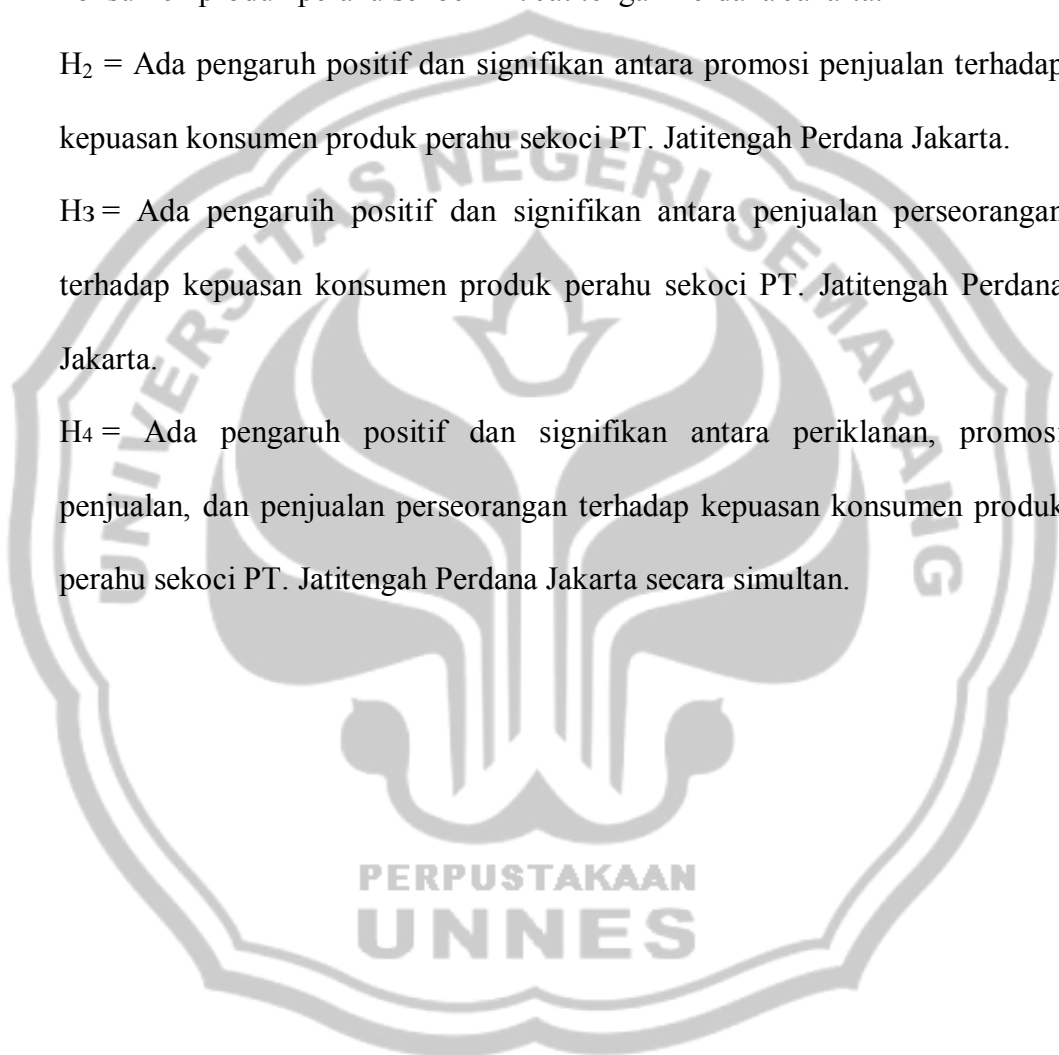 H2 = Ada pengaruh positif dan signifikan antara promosi penjualan terhadap
kepuasan konsumen produk perahu sekoci PT. Jatitengah Perdana Jakarta.
H3 = Ada pengaruih positif dan signifikan antara penjualan perseorangan
terhadap kepuasan konsumen produk perahu sekoci PT. Jatitengah Perdana
Jakarta.
H4 = Ada pengaruh positif dan signifikan antara periklanan, promosi
penjualan, dan penjualan perseorangan terhadap kepuasan konsumen produk
perahu sekoci PT. Jatitengah Perdana Jakarta secara simultan.
UNIVERSITAS NEGERI SEMARANG
PERPUSTAKAAN
UNNES